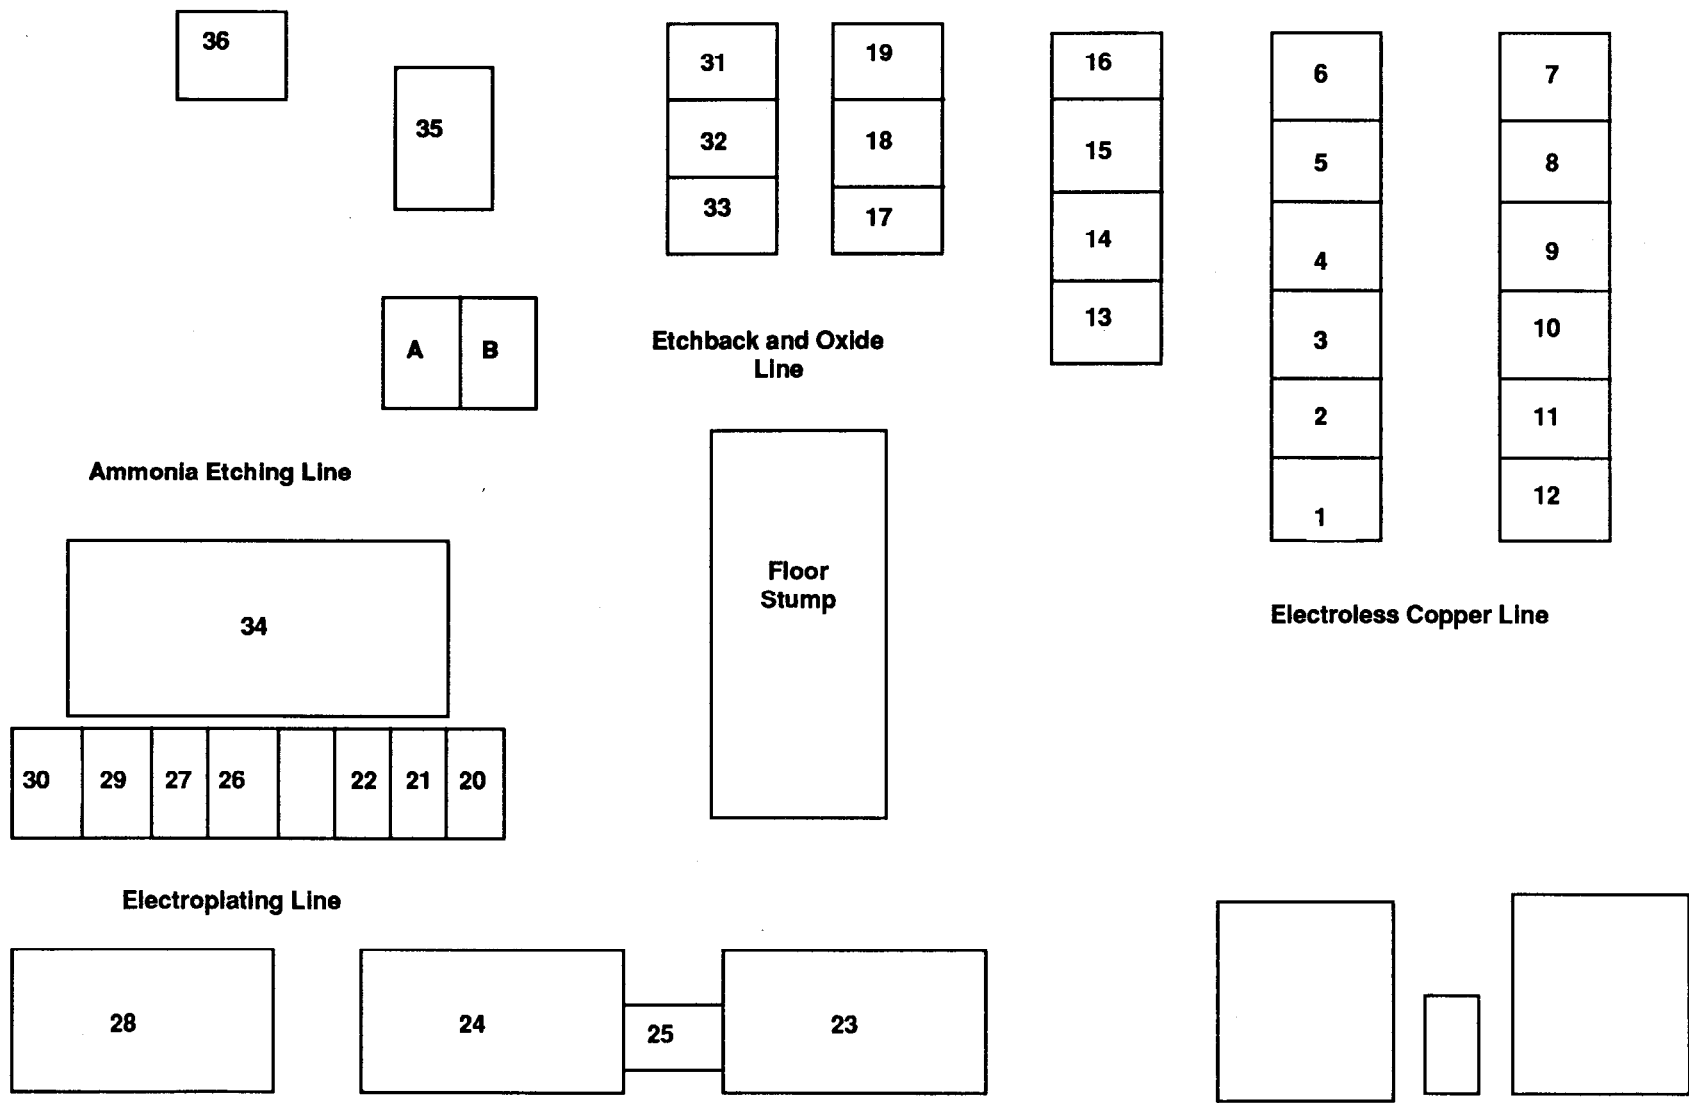 36
35
31
32
33
19
18
17
16
15
14
13
6
5
4
3
2
1
7
8
9
10
11
12
A B
Etchback and Oxide
Line
Ammonia Etching Line
34
Floor
Stump
Electroless Copper Line
30 29 27 26 22 21 20
Electroplating Line
28 24 25 23